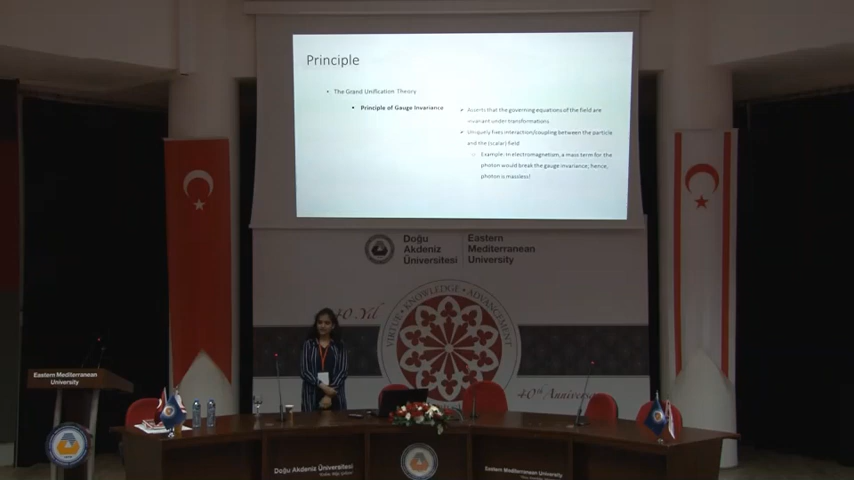 Principle
The Grand Unification Theory
Principle of Gauge Invariance
Asserts that the governing equations of the field are
invariant under transformations
Uniquely fixes interaction/coupling between the particle
and the (scalar) field
Example: In electromagnetism, a mass term for the
photon would break the gauge invariance, hence,
photon is massless!
Doğu
Akdeniz
Üniversitesi
Eastern
Mediterranean
University
40 Yıl
VIRTUE • KNOWLEDGE • ADVANCEMENT
40th
Eastern Mediterranean
University
Doğu Akdeniz Üniversitesi
Eastern Mediterranean University